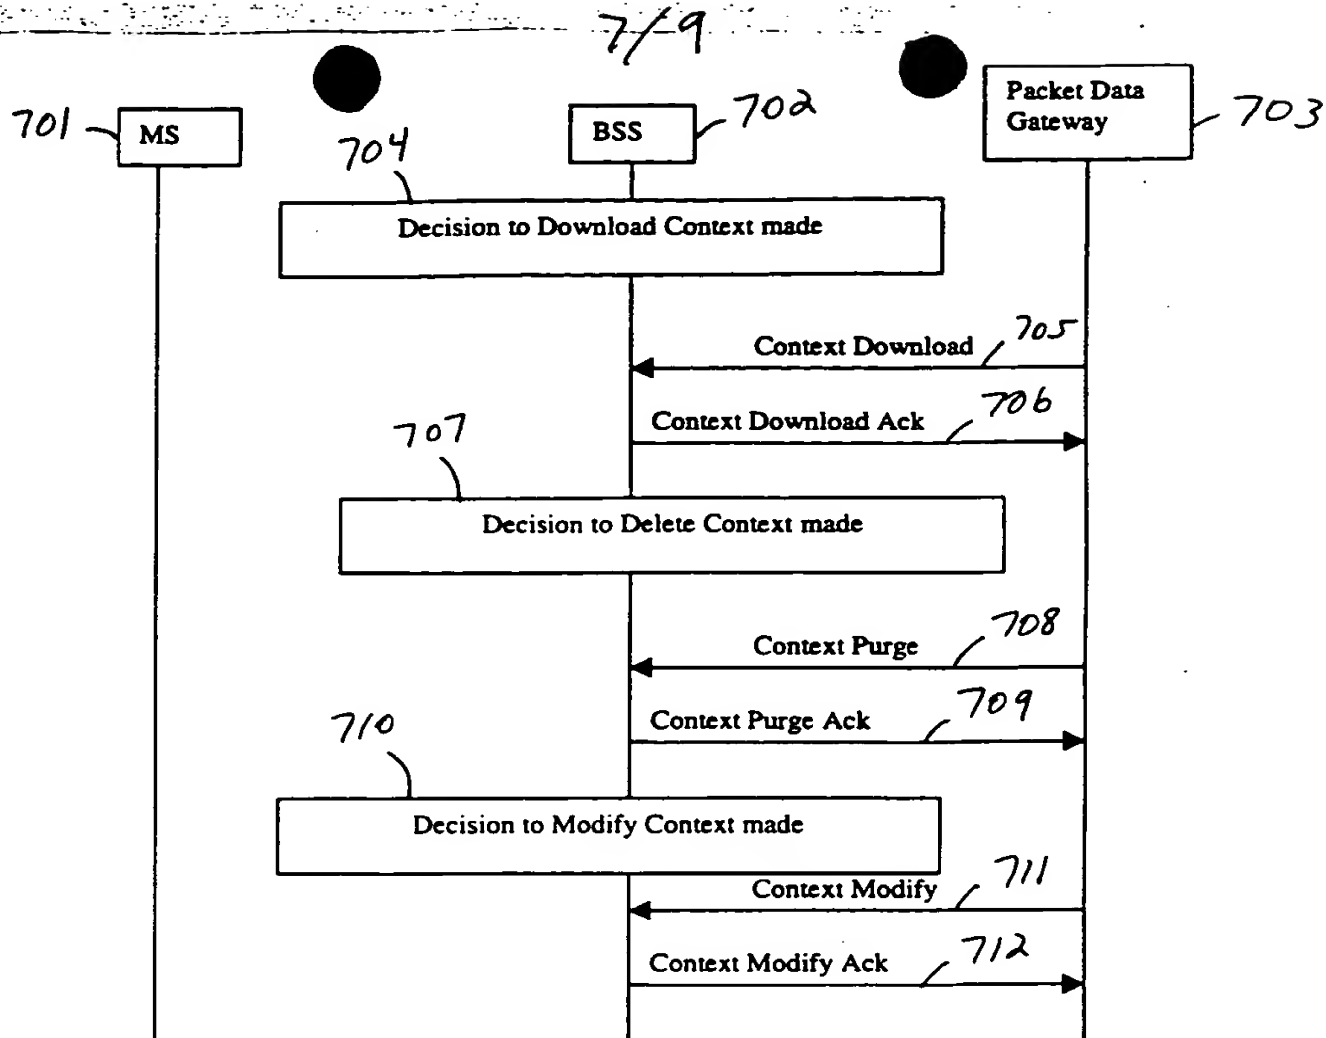 7/9
701
MS
BSS
702
Packet Data
Gateway
703
704
Decision to Download Context made
Context Download
705
Context Download Ack
706
707
Decision to Delete Context made
Context Purge
708
Context Purge Ack
709
710
Decision to Modify Context made
Context Modify
711
Context Modify Ack
712